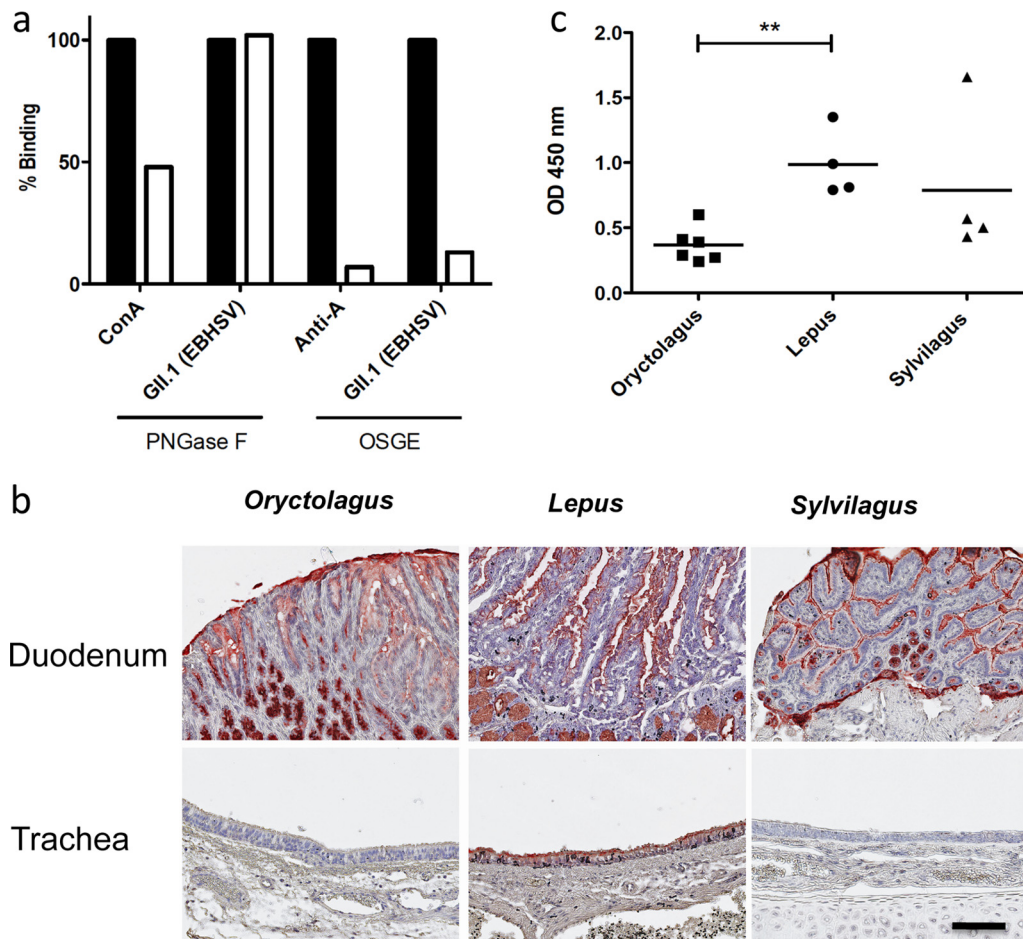 a
100
50
0
% Binding
ConA
GII.1 (EBHSV)
Anti-A
GII.1 (EBHSV)
PNGase F
OSGE
c
2.0
1.5
1.0
0.5
0.0
OD 450 nm
**
Oryctolagus
Lepus
Sylvilagus
b
Oryctolagus
Lepus
Sylvilagus
Duodenum
Trachea